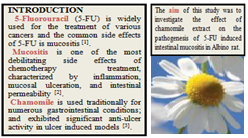 INTRODUCTION
5-Fluorouracil (5-FU) is widely
used for the treatment of various
cancers and the common side effects
of 5-FU is mucositis [1].
Mucositis is one of the most
debilitating side effects of
chemotherapy treatment,
characterized by inflammation,
mucosal ulceration, and intestinal
permeability [2].
Chamomile is used traditionally for
numerous gastrointestinal conditions;
and exhibited significant anti-ulcer
activity in ulcer induced models [3].
The aim of this study was to
investigate the effect of
chamomile extract on the
pathogenesis of 5-FU induced
intestinal mucositis in Albino rat.